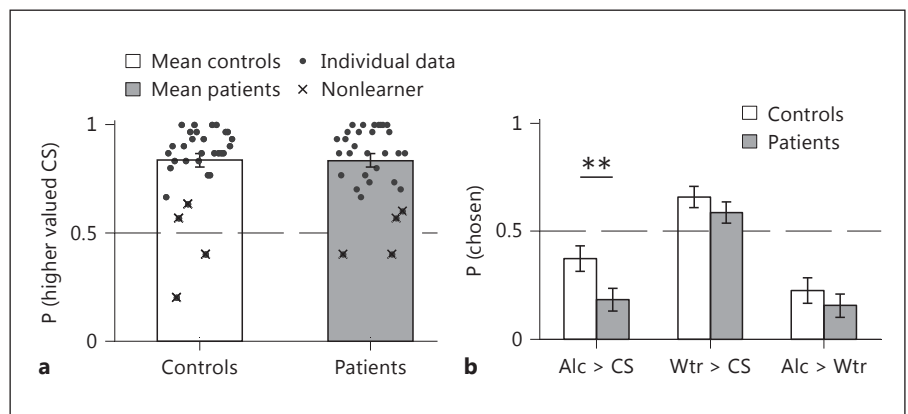 Mean controls
Individual data
Mean patients
Nonlearner
P (higher valued CS)
1
0.5
0
Controls
Patients
a
Controls
Patients
P (chosen)
1
0.5
0
**
Alc > CS
Wtr > CS
Alc > Wtr
b